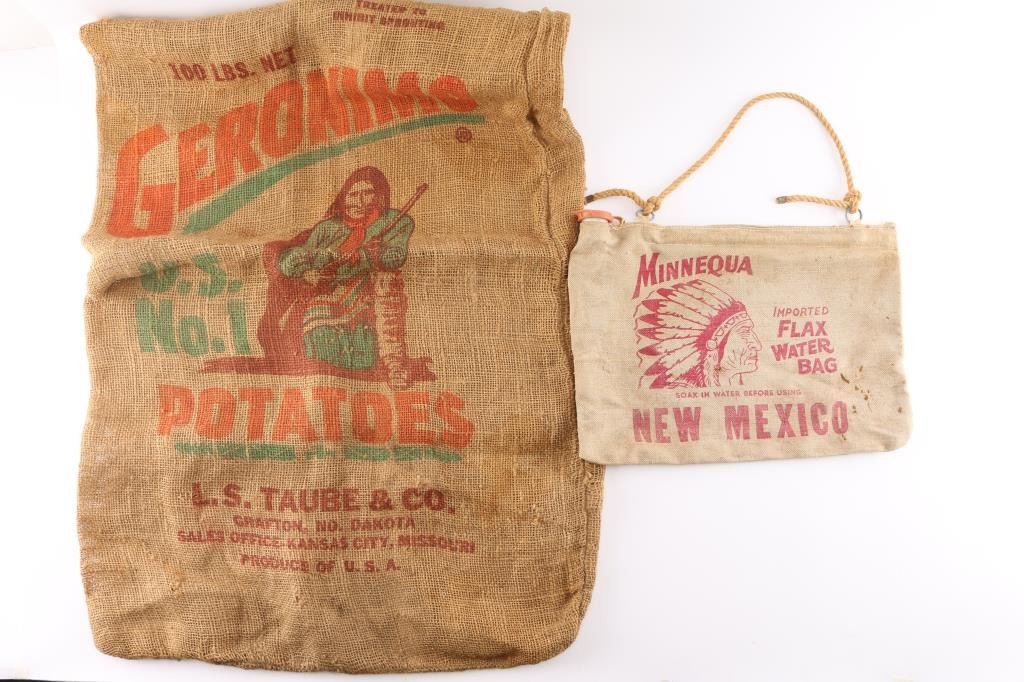 TREATED TO
INHIBIT SPROUTING
100 LBS. NET
GERONIMO
®
U.S.
No.1
POTATOES
L.S. TAUBE & CO.
GRAFTON, NO. DAKOTA
SALES OFFICE-KANSAS CITY, MISSOURI
PRODUCE OF U.S.A.
MINNEQUA
IMPORTED
FLAX
WATER
BAG
SOAK IN WATER BEFORE USING
NEW MEXICO